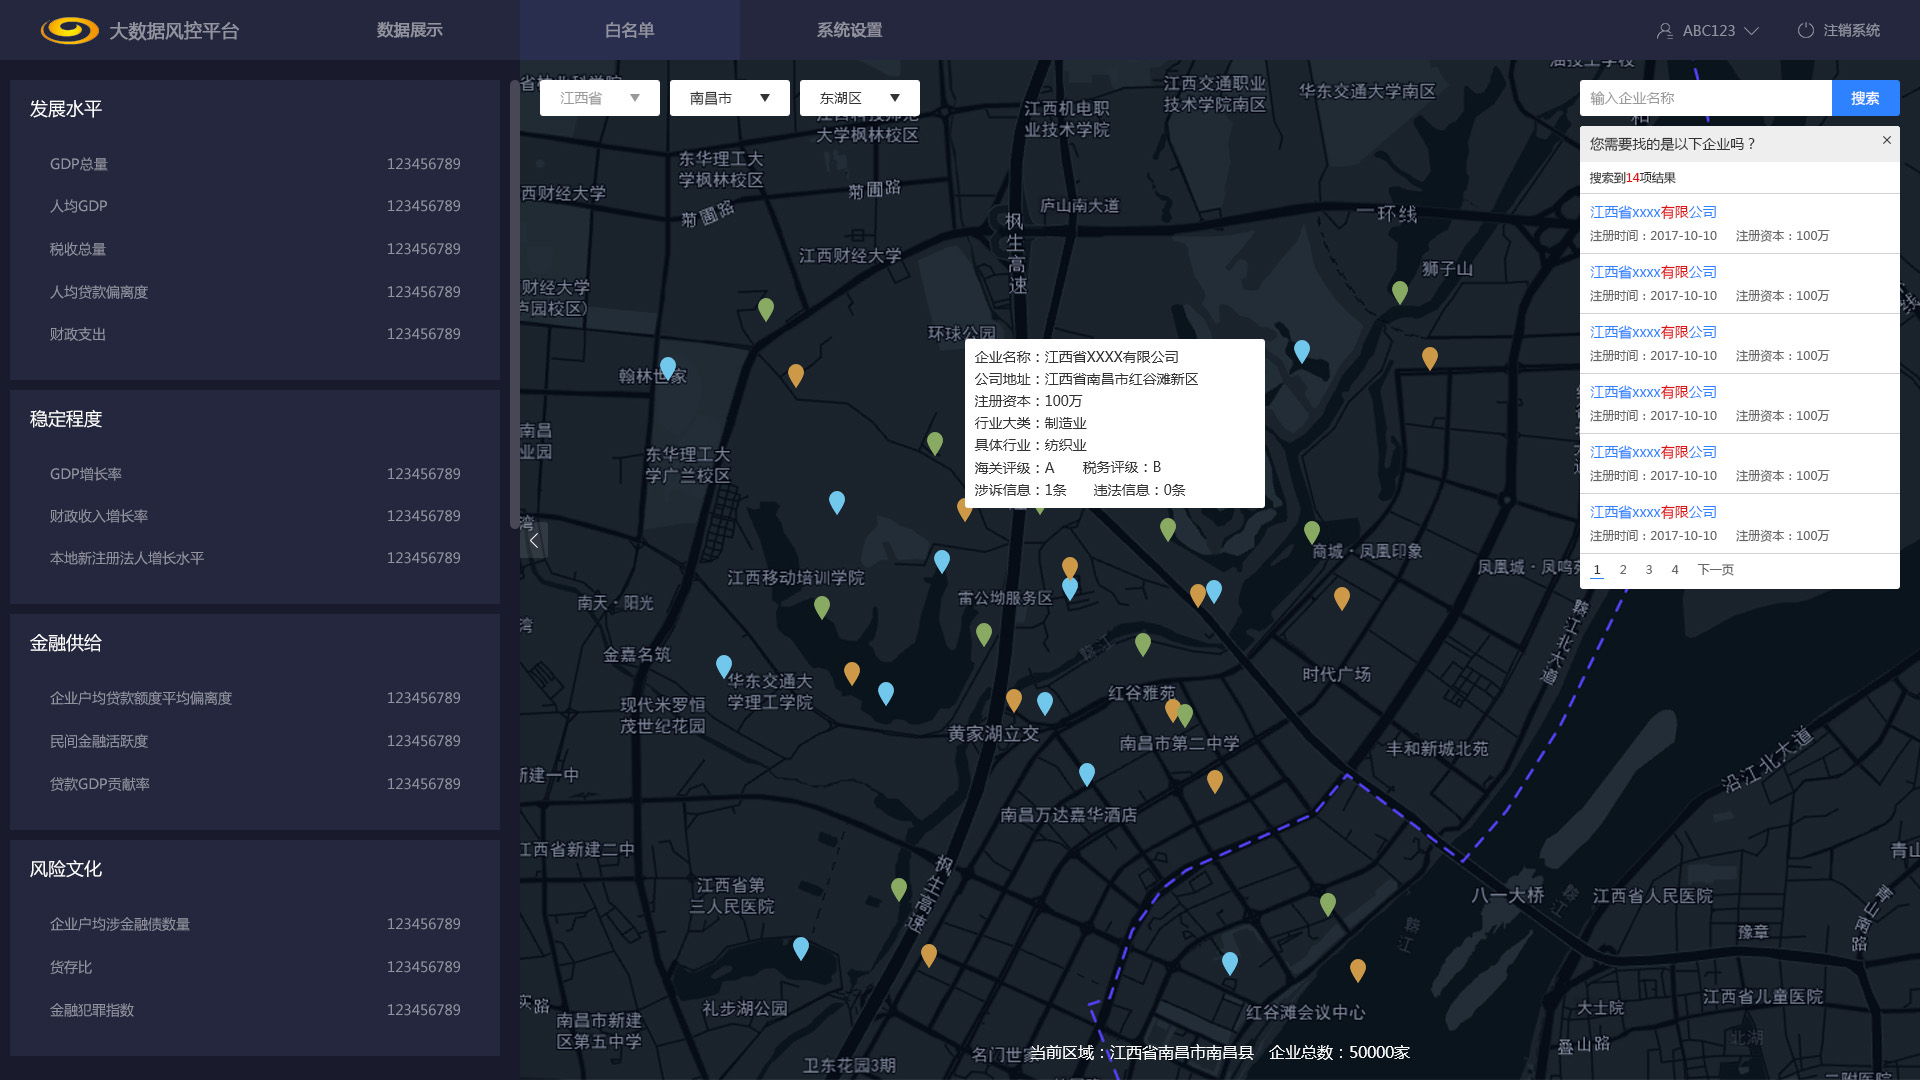 大数据风控平台
数据展示
白名单
系统设置
ABC123
注销系统
发展水平
GDP总量 123456789
人均GDP 123456789
税收总量 123456789
人均贷款偏离度 123456789
财政支出 123456789
稳定程度
GDP增长率 123456789
财政收入增长率 123456789
本地新注册法人增长水平 123456789
金融供给
企业户均贷款额度平均偏离度 123456789
民间金融活跃度 123456789
贷款GDP贡献率 123456789
风险文化
企业户均涉金融债数量 123456789
货存比 123456789
金融犯罪指数 123456789
江西省
南昌市
东湖区
输入企业名称
搜索
您需要找的是以下企业吗？
搜索到14项结果
江西省xxxx有限公司
注册时间：2017-10-10 注册资本：100万
江西省xxxx有限公司
注册时间：2017-10-10 注册资本：100万
江西省xxxx有限公司
注册时间：2017-10-10 注册资本：100万
江西省xxxx有限公司
注册时间：2017-10-10 注册资本：100万
江西省xxxx有限公司
注册时间：2017-10-10 注册资本：100万
江西省xxxx有限公司
注册时间：2017-10-10 注册资本：100万
1 2 3 4 下一页
企业名称：江西省XXXX有限公司
公司地址：江西省南昌市红谷滩新区
注册资本：100万
行业大类：制造业
具体行业：纺织业
海关评级：A 税务评级：B
涉诉信息：1条 违法信息：0条
江西机电职
业技术学院
江西交通职业
技术学院南区
华东交通大学南区
大学枫林校区
东华理工大
学枫林校区
西财经大学
菊圃路
菊圃路
庐山南大道
一环线
枫生高速
江西财经大学
狮子山
财经大学
环球公园
翰林世家
南昌
业园
东华理工大
学广兰校区
商城·凤凰印象
凤凰城·凤鸣
江西移动培训学院
南天·阳光
湾
雷公坳服务区
赣江
赣江北大道
金嘉名筑
华东交通大
学理工学院
现代米罗恒
茂世纪花园
红谷雅苑
时代广场
黄家湖立交
南昌市第二中学
丰和新城北苑
沿江北大道
新建一中
南昌万达嘉华酒店
江西省新建二中
枫生高速
江西省第
三人民医院
八一大桥
赣江
江西省人民医院
青山
青山南路
赣江
豫章
实路
礼步湖公园
南昌市新建
区第五中学
红谷滩会议中心
大士院
江西省儿童医院
北湖
叠山路
名门世家
卫东花园3期
当前区域：江西省南昌市南昌县 企业总数：50000家